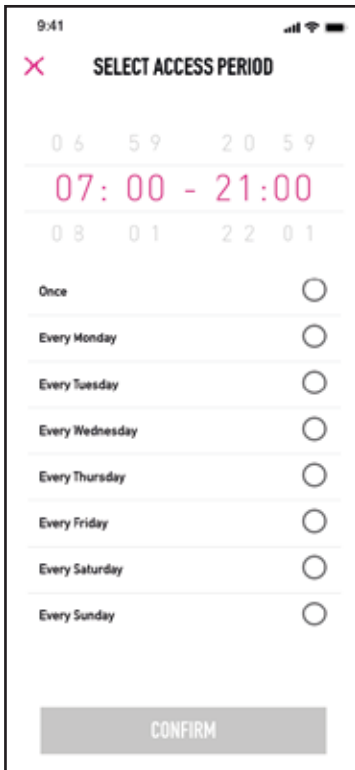 9:41
SELECT ACCESS PERIOD
06 59 20 59
07: 00 - 21:00
08 01 22 01
Once
Every Monday
Every Tuesday
Every Wednesday
Every Thursday
Every Friday
Every Saturday
Every Sunday
CONFIRM